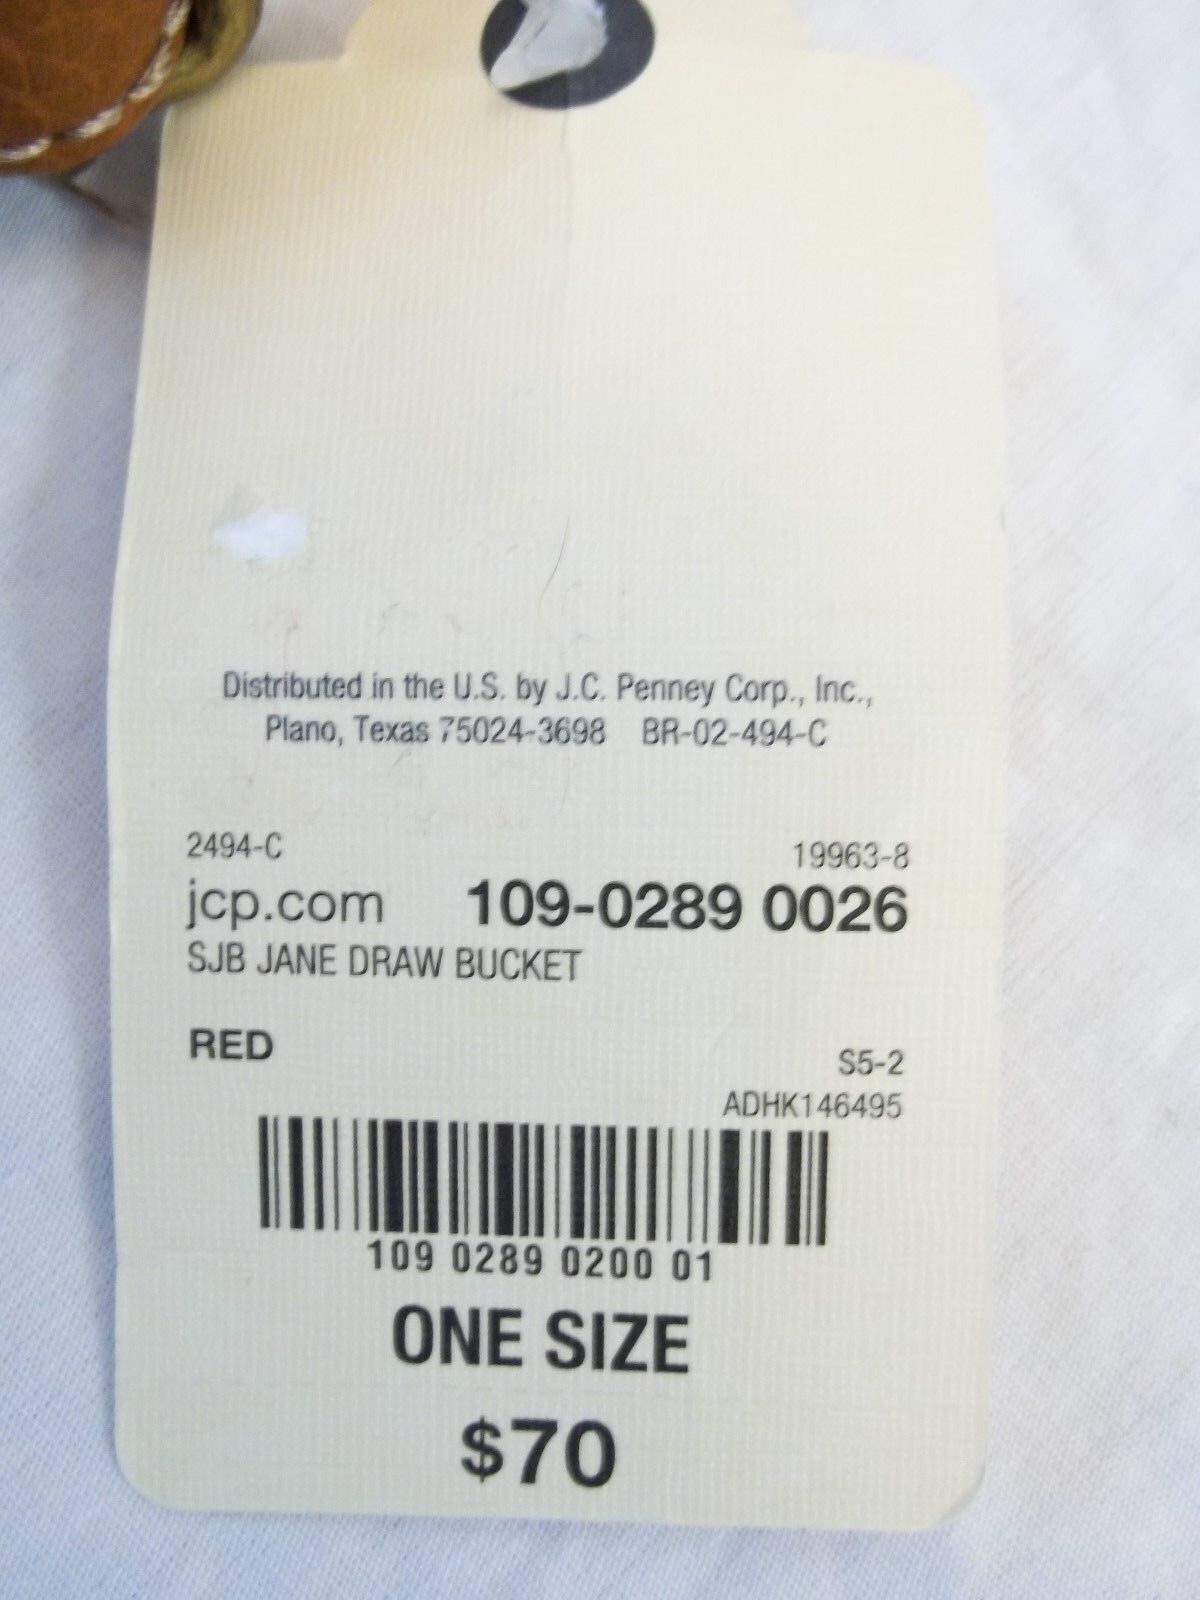 Distributed in the U.S. by J.C. Penney Corp., Inc.,
Plano, Texas 75024-3698 BR-02-494-C
2494-C 19963-8
jcp.com 109-0289 0026
SJB JANE DRAW BUCKET
RED
S5-2
ADHK146495
109 0289 0200 01
ONE SIZE
$70